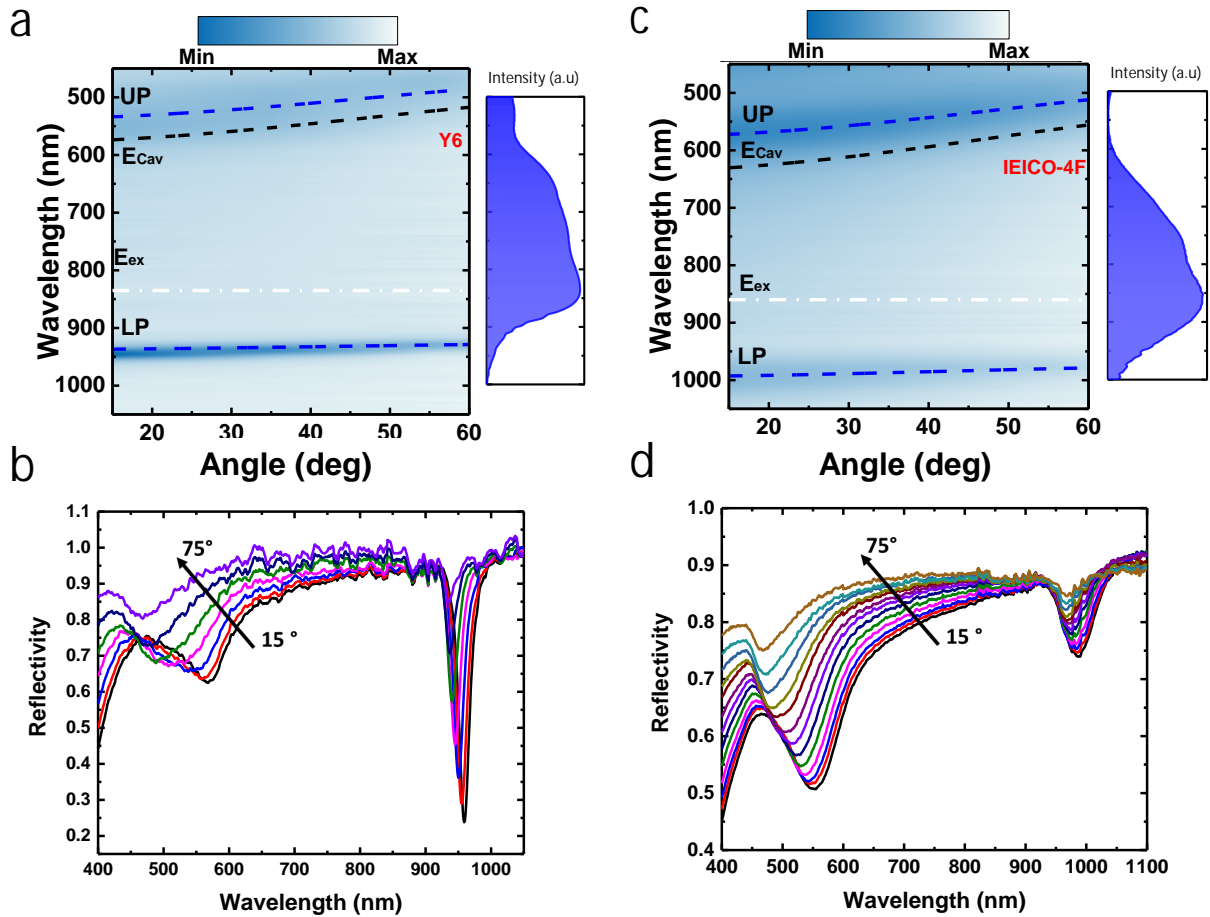 a
Min
Max
Intensity (a.u)
500
600
700
800
900
1000
Wavelength (nm)
UP
ECav
Y6
Eex
LP
20
30
40
50
60
Angle (deg)
c
Min
Max
Intensity (a.u)
500
600
700
800
900
1000
Wavelength (nm)
UP
ECav
IEICO-4F
Eex
LP
20
30
40
50
60
Angle (deg)
b
1.1
1.0
0.9
0.8
0.7
0.6
0.5
0.4
0.3
0.2
Reflectivity
75°
15 °
400
500
600
700
800
900
1000
Wavelength (nm)
d
1.0
0.9
0.8
0.7
0.6
0.5
0.4
Reflectivity
75°
15 °
400
500
600
700
800
900
1000
1100
Wavelength (nm)